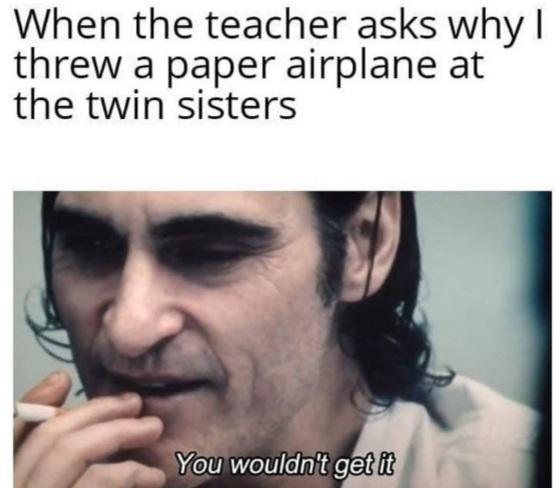 When the teacher asks why I
threw a paper airplane at
the twin sisters
You wouldn't get it